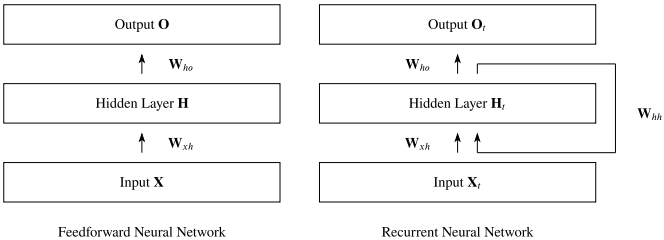 Output O
W_ho
Hidden Layer H
W_xh
Input X
Feedforward Neural Network
Output O_t
W_ho
Hidden Layer H_t
W_hh
W_xh
Input X_t
Recurrent Neural Network